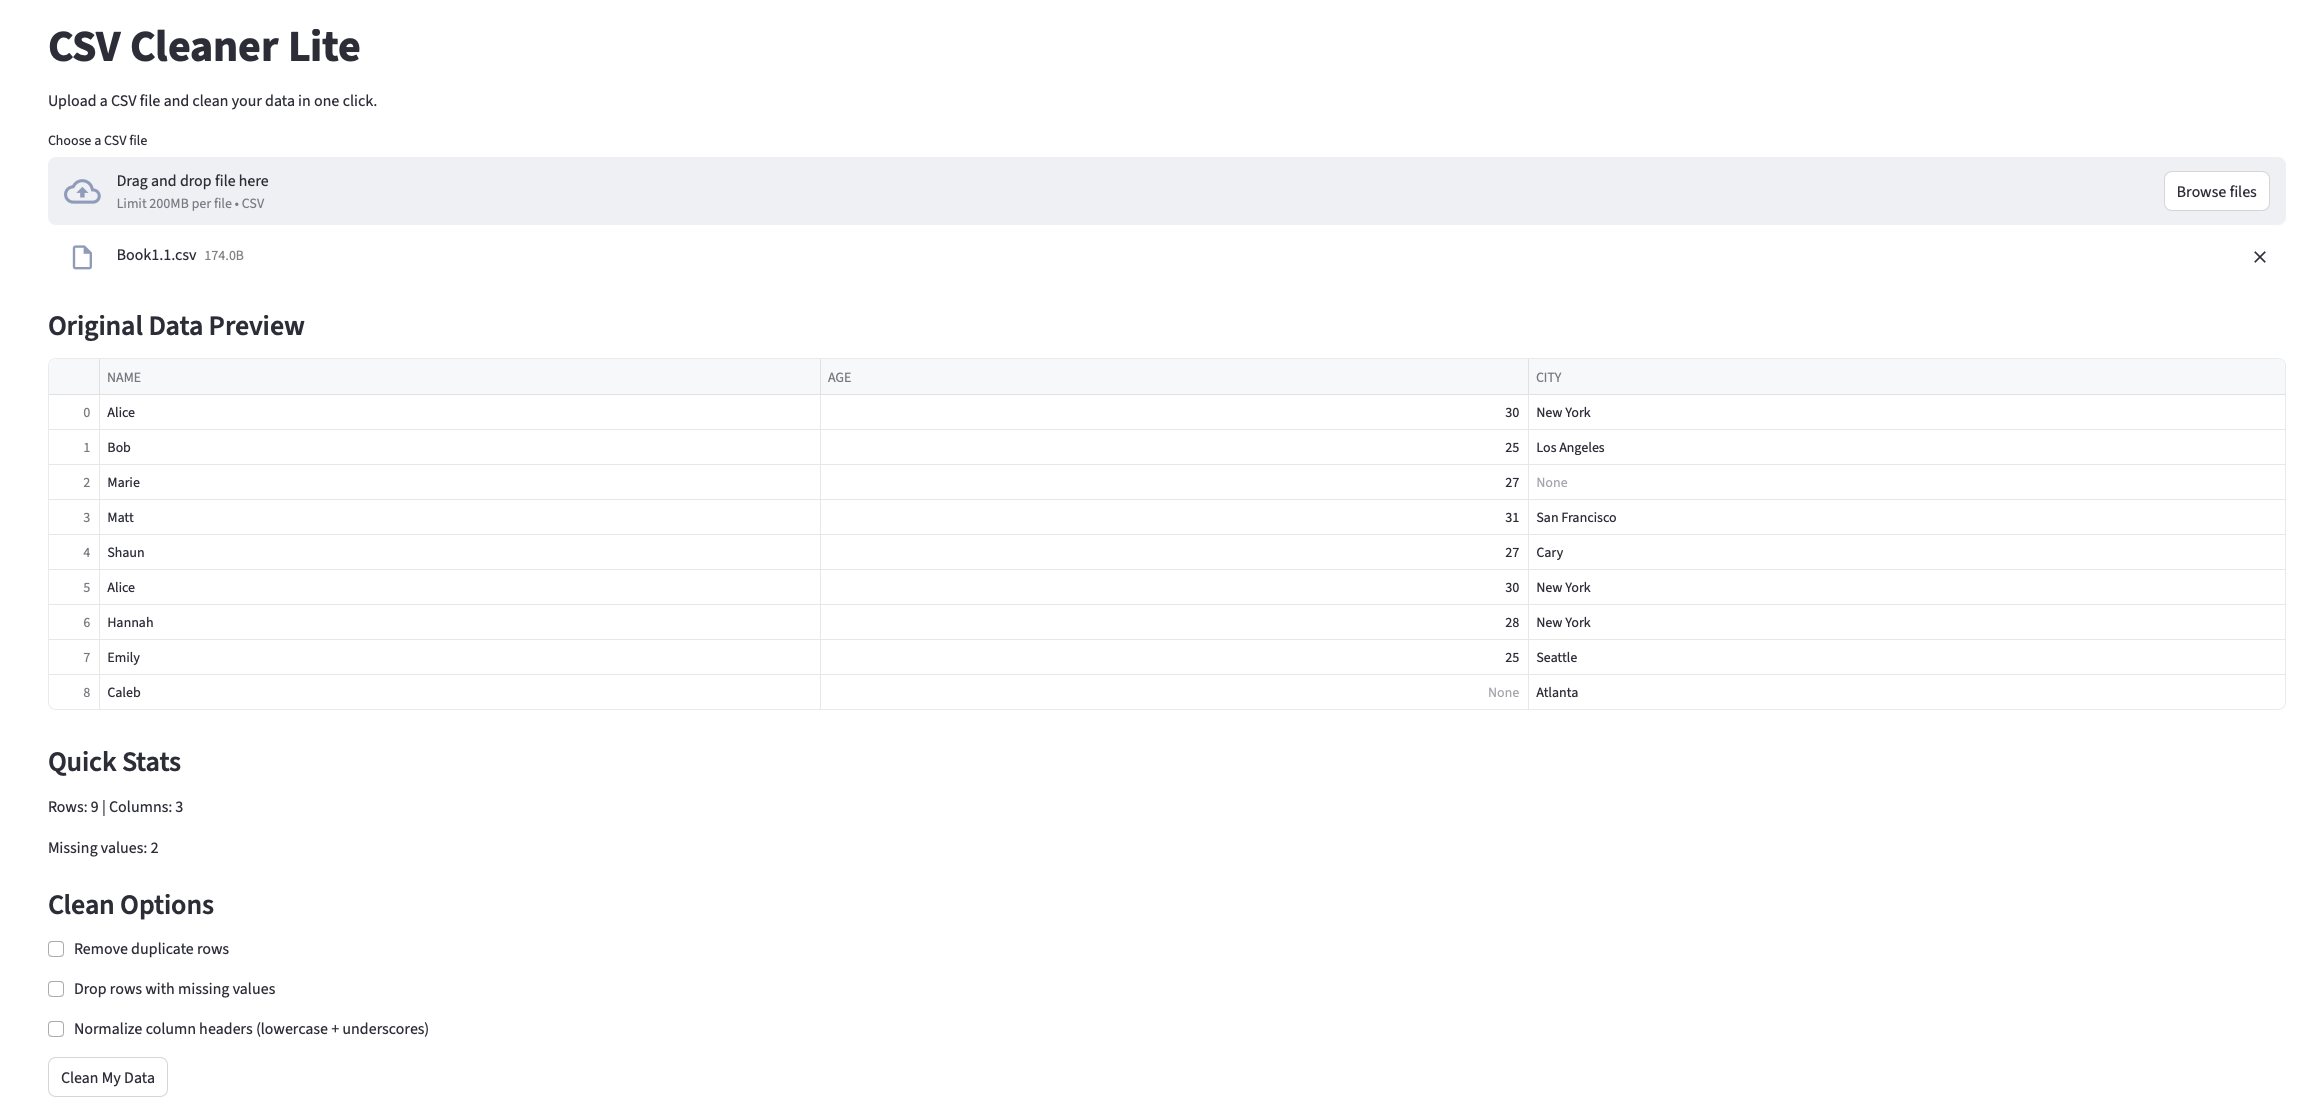 CSV Cleaner Lite
Upload a CSV file and clean your data in one click.
Choose a CSV file
Drag and drop file here
Limit 200MB per file • CSV
Browse files
Book1.1.csv 174.0B
Original Data Preview
NAME AGE CITY
0 Alice 30 New York
1 Bob 25 Los Angeles
2 Marie 27 None
3 Matt 31 San Francisco
4 Shaun 27 Cary
5 Alice 30 New York
6 Hannah 28 New York
7 Emily 25 Seattle
8 Caleb None Atlanta
Quick Stats
Rows: 9 | Columns: 3
Missing values: 2
Clean Options
Remove duplicate rows
Drop rows with missing values
Normalize column headers (lowercase + underscores)
Clean My Data